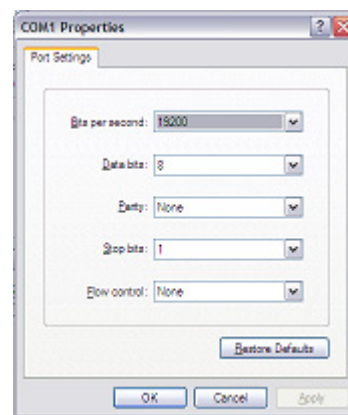 COM1 Properties
Port Settings
Bits per second: 19200
Data bits: 8
Parity: None
Stop bits: 1
Flow control: None
Restore Defaults
OK Cancel Apply